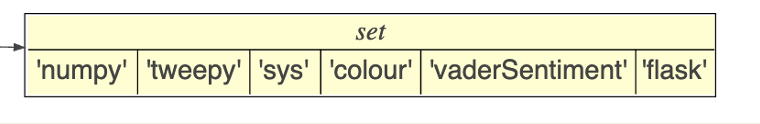 set
'numpy' 'tweepy' 'sys' 'colour' 'vaderSentiment' 'flask'